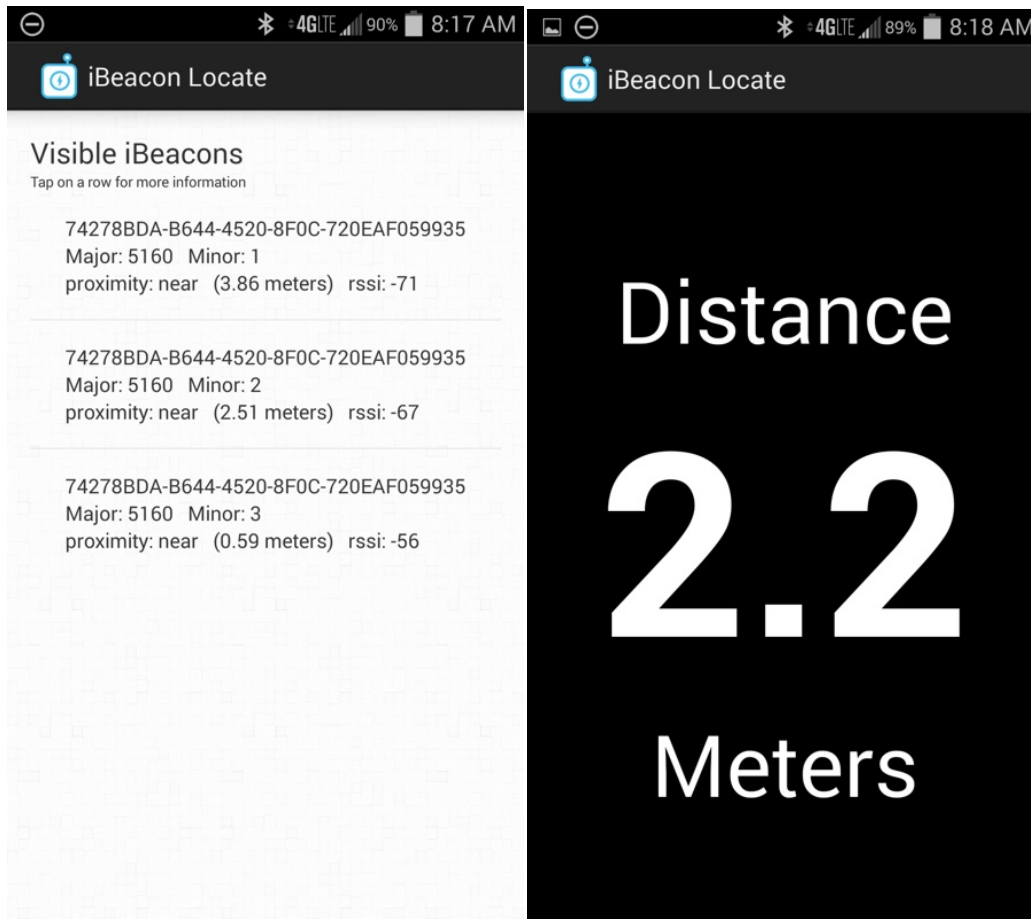 4GLTE 90% 8:17 AM
iBeacon Locate
Visible iBeacons
Tap on a row for more information
74278BDA-B644-4520-8F0C-720EAF059935
Major: 5160 Minor: 1
proximity: near (3.86 meters) rssi: -71
74278BDA-B644-4520-8F0C-720EAF059935
Major: 5160 Minor: 2
proximity: near (2.51 meters) rssi: -67
74278BDA-B644-4520-8F0C-720EAF059935
Major: 5160 Minor: 3
proximity: near (0.59 meters) rssi: -56
4GLTE 89% 8:18 AM
iBeacon Locate
Distance
2.2
Meters